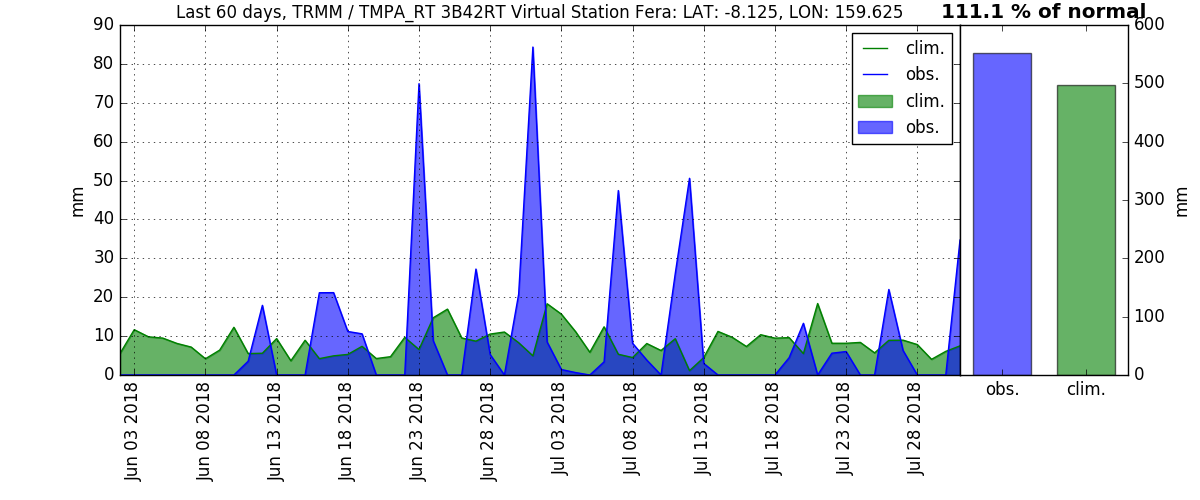 Last 60 days, TRMM / TMPA_RT 3B42RT Virtual Station Fera: LAT: -8.125, LON: 159.625
111.1 % of normal
90
80
70
60
50
40
30
20
10
0
mm
clim.
obs.
clim.
obs.
600
500
400
300
200
100
0
mm
obs.
clim.
Jun 03 2018
Jun 08 2018
Jun 13 2018
Jun 18 2018
Jun 23 2018
Jun 28 2018
Jul 03 2018
Jul 08 2018
Jul 13 2018
Jul 18 2018
Jul 23 2018
Jul 28 2018